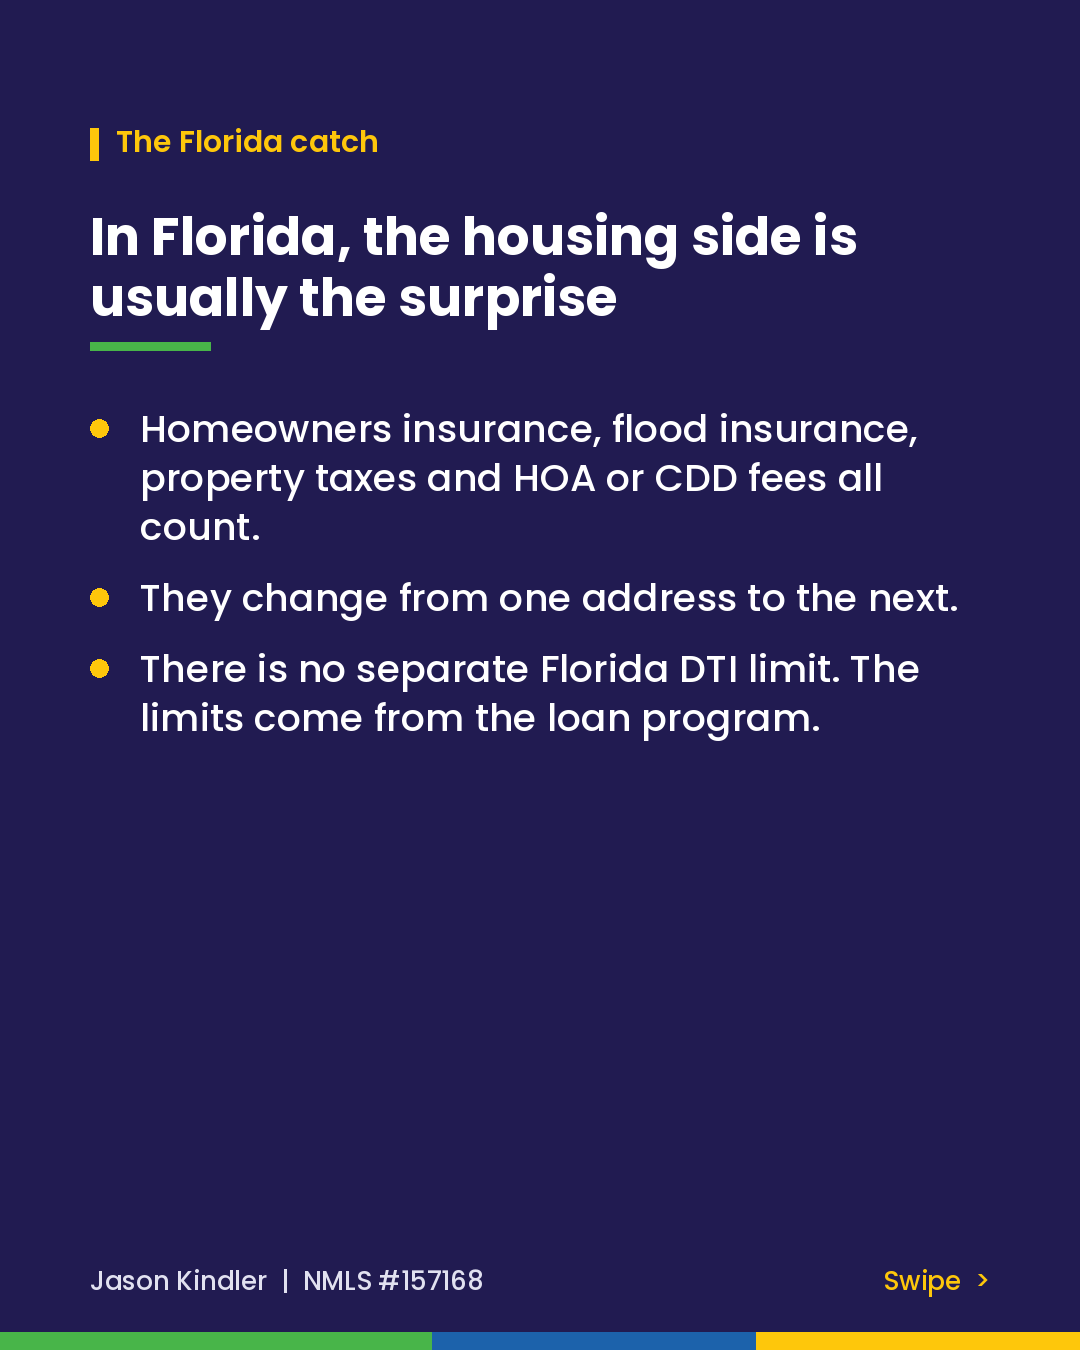 The Florida catch
In Florida, the housing side is
usually the surprise
Homeowners insurance, flood insurance,
property taxes and HOA or CDD fees all
count.
They change from one address to the next.
There is no separate Florida DTI limit. The
limits come from the loan program.
Jason Kindler | NMLS #157168
Swipe >